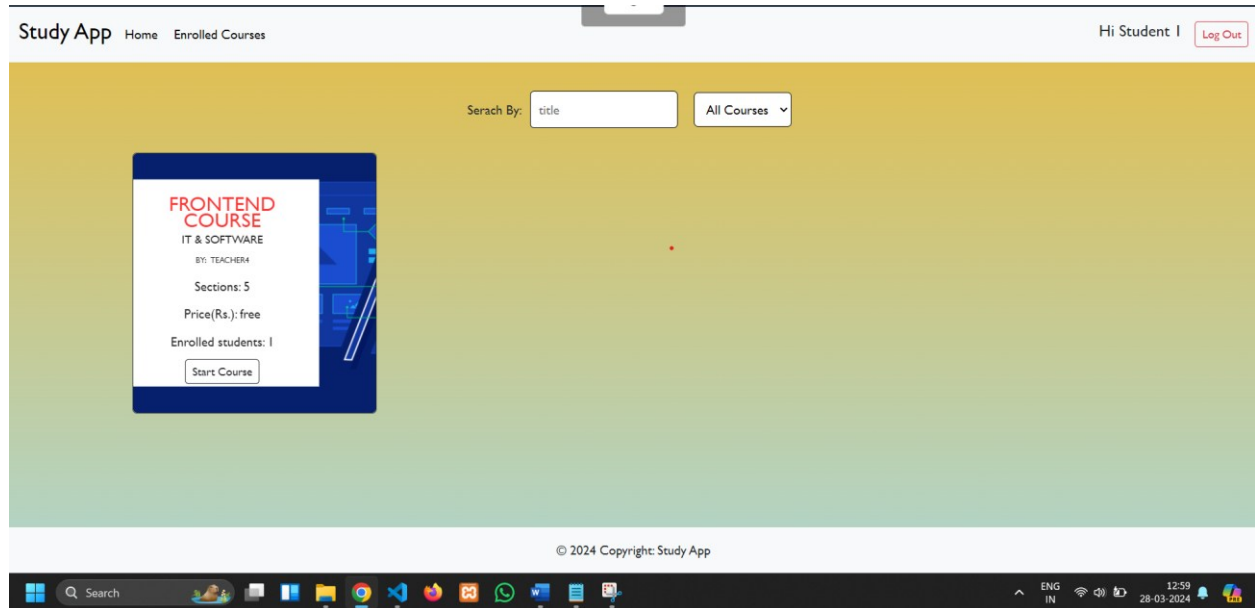 Study App Home Enrolled Courses Hi Student 1 Log Out
Serach By: title All Courses
FRONTEND
COURSE
IT & SOFTWARE
BY: TEACHER4
Sections: 5
Price(Rs.): free
Enrolled students: 1
Start Course
© 2024 Copyright: Study App
Search ENG 12:59
IN 28-03-2024